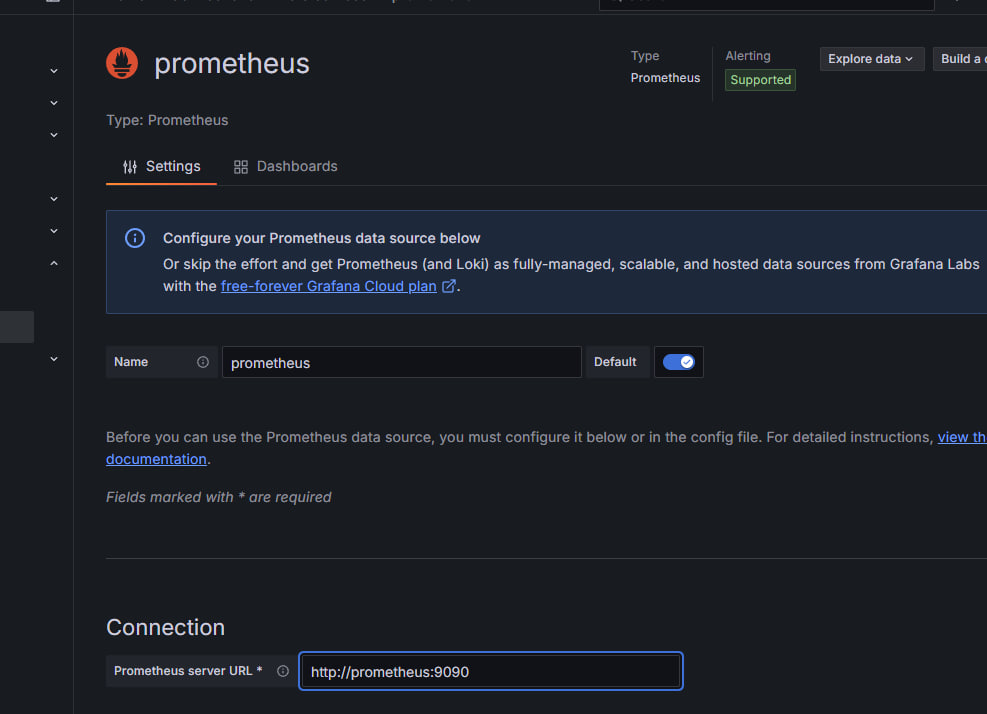 prometheus
Type
Prometheus
Alerting
Supported
Explore data
Build a
Type: Prometheus
Settings
Dashboards
Configure your Prometheus data source below
Or skip the effort and get Prometheus (and Loki) as fully-managed, scalable, and hosted data sources from Grafana Labs
with the free-forever Grafana Cloud plan.
Name
prometheus
Default
Before you can use the Prometheus data source, you must configure it below or in the config file. For detailed instructions, view th
documentation.
Fields marked with * are required
Connection
Prometheus server URL *
http://prometheus:9090